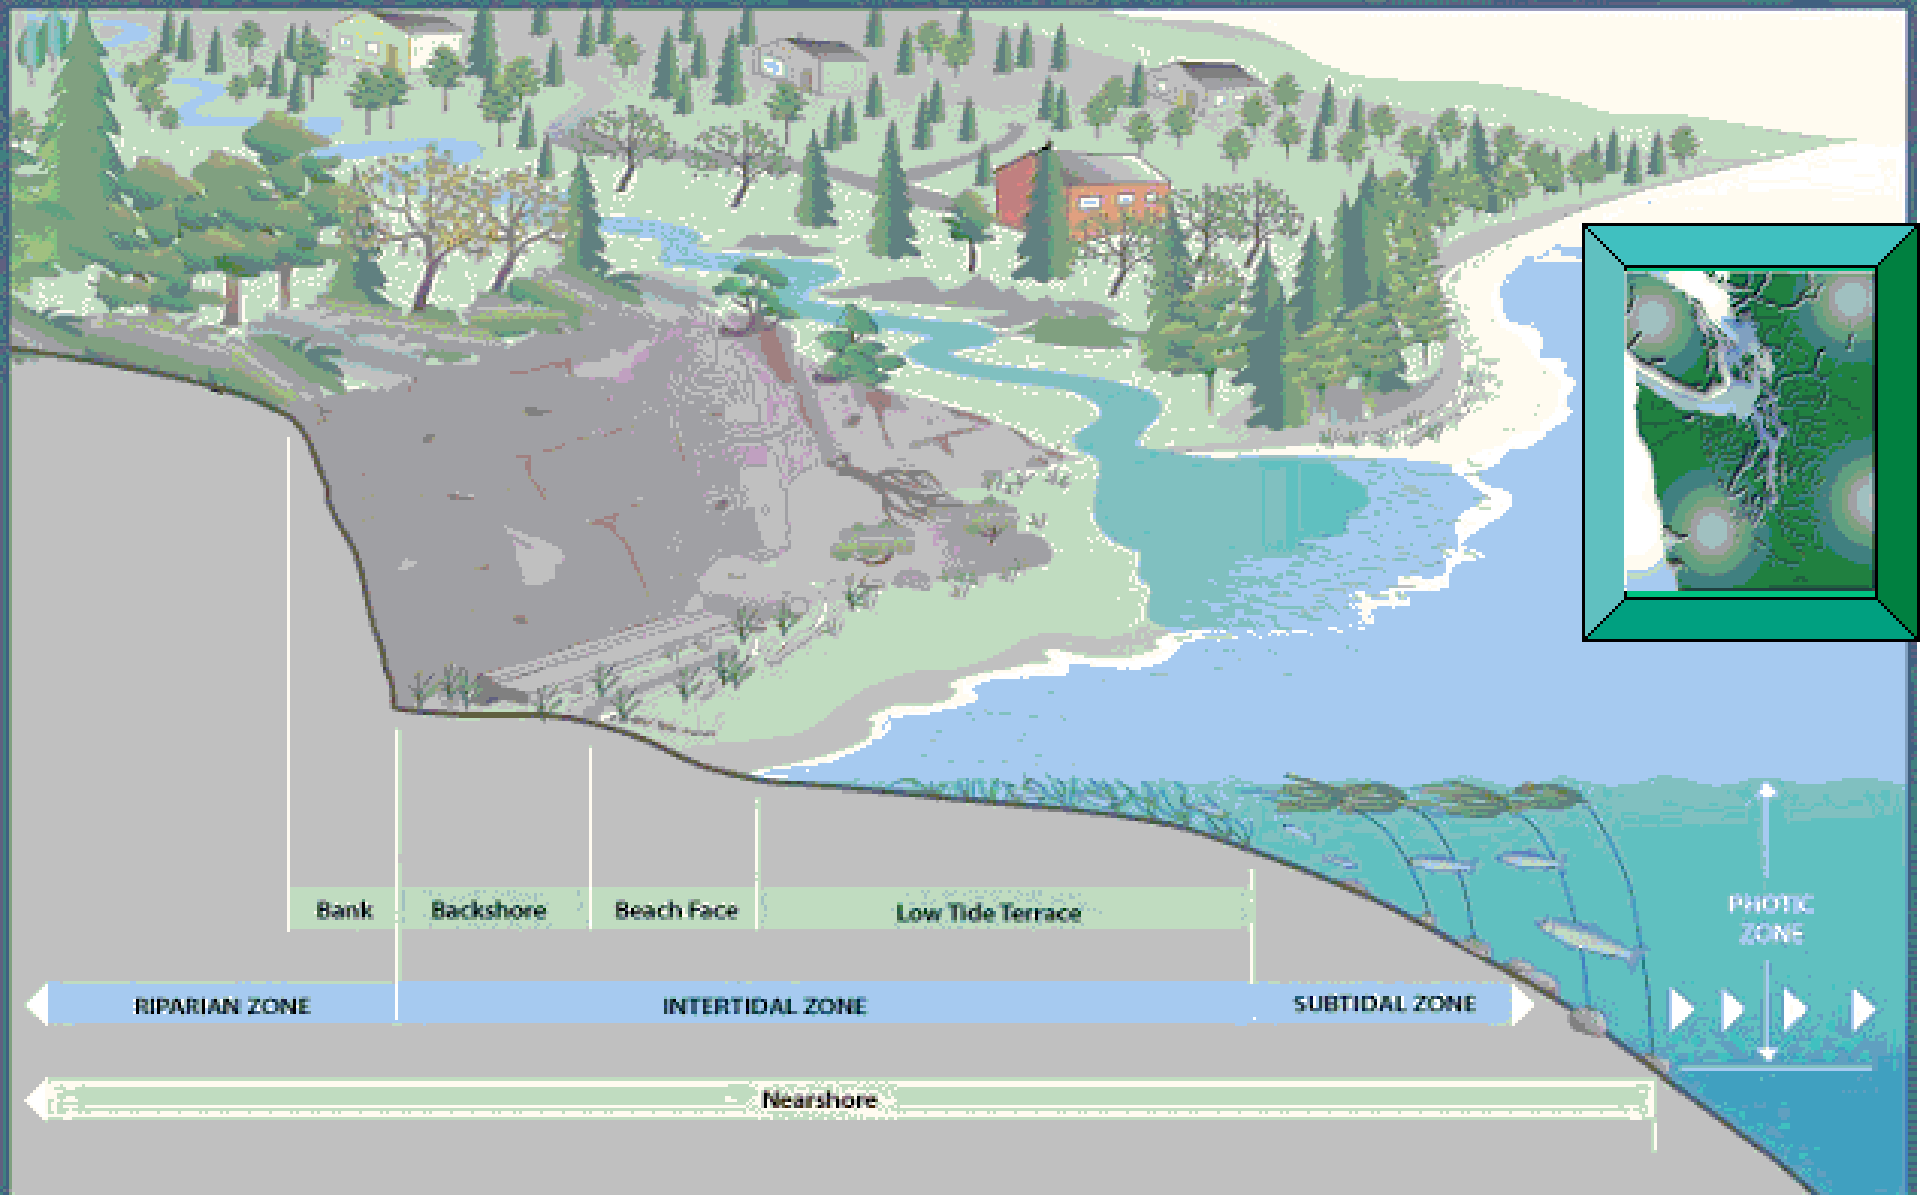 Bank
Backshore
Beach Face
Low Tide Terrace
PHOTIC
ZONE
RIPARIAN ZONE
INTERTIDAL ZONE
SUBTIDAL ZONE
Nearshore